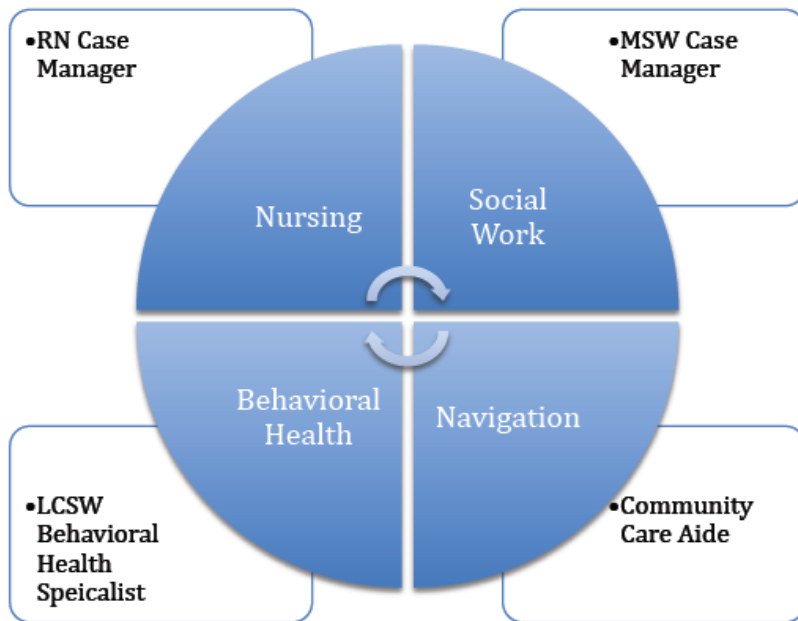 •RN Case
Manager
•MSW Case
Manager
Nursing
Social
Work
Behavioral
Health
Navigation
•LCSW
Behavioral
Health
Speicalist
•Community
Care Aide